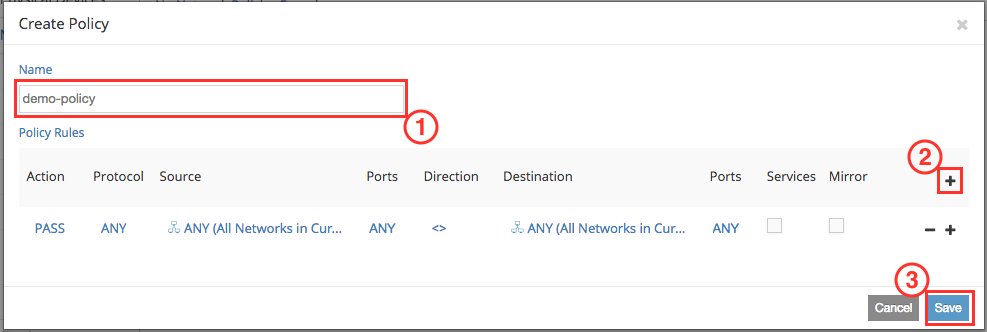 Create Policy ×
Name
demo-policy
1
Policy Rules
2
Action Protocol Source Ports Direction Destination Ports Services Mirror +
PASS ANY ANY (All Networks in Cur... ANY <> ANY (All Networks in Cur... ANY − +
3
Cancel Save